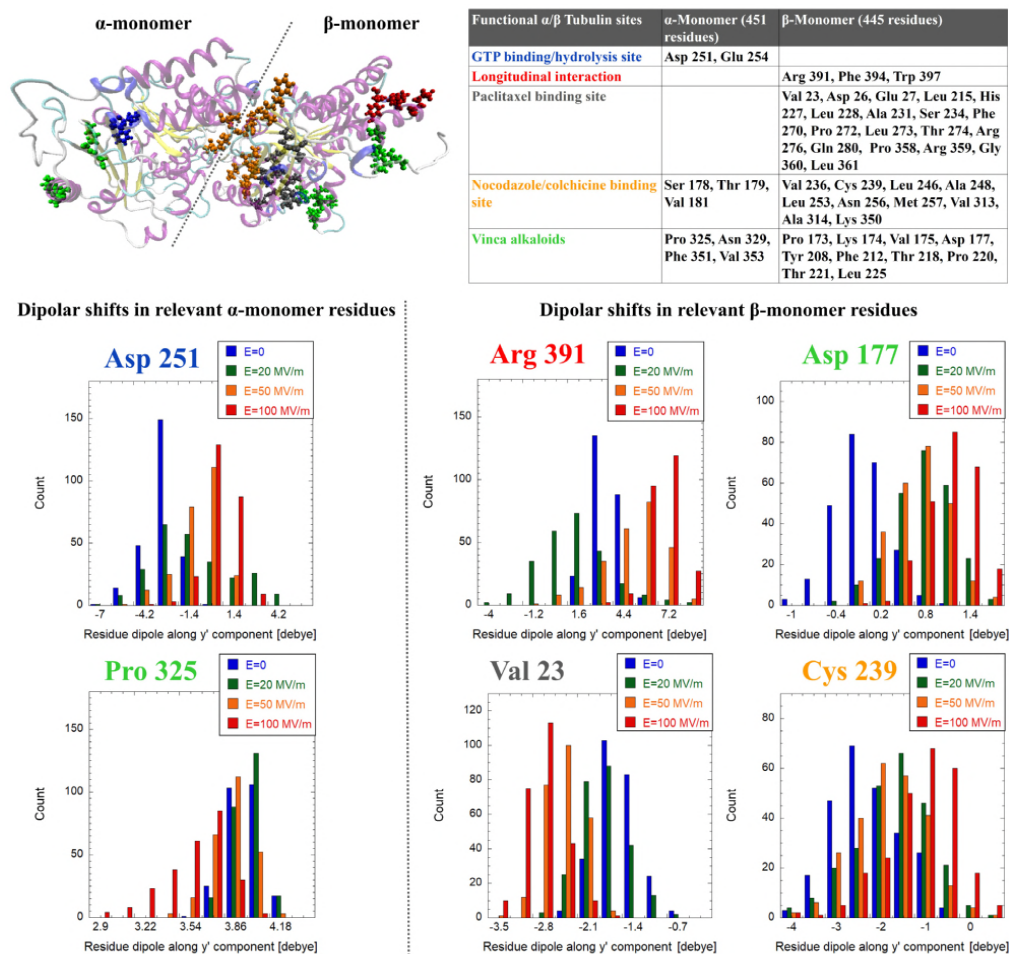 α-monomer
β-monomer
Functional α/β Tubulin sites
α-Monomer (451
residues)
β-Monomer (445 residues)
GTP binding/hydrolysis site
Asp 251, Glu 254
Longitudinal interaction
Arg 391, Phe 394, Trp 397
Paclitaxel binding site
Val 23, Asp 26, Glu 27, Leu 215, His
227, Leu 228, Ala 231, Ser 234, Phe
270, Pro 272, Leu 273, Thr 274, Arg
276, Gln 280, Pro 358, Arg 359, Gly
360, Leu 361
Nocodazole/colchicine binding
site
Ser 178, Thr 179,
Val 181
Val 236, Cys 239, Leu 246, Ala 248,
Leu 253, Asn 256, Met 257, Val 313,
Ala 314, Lys 350
Vinca alkaloids
Pro 325, Asn 329,
Phe 351, Val 353
Pro 173, Lys 174, Val 175, Asp 177,
Tyr 208, Phe 212, Thr 218, Pro 220,
Thr 221, Leu 225
Dipolar shifts in relevant α-monomer residues
Dipolar shifts in relevant β-monomer residues
Asp 251
E=0
E=20 MV/m
E=50 MV/m
E=100 MV/m
150
100
50
0
Count
-7 -4.2 -1.4 1.4 4.2
Residue dipole along y' component [debye]
Arg 391
E=0
E=20 MV/m
E=50 MV/m
E=100 MV/m
150
100
50
0
Count
-4 -1.2 1.6 4.4 7.2
Residue dipole along y' component [debye]
Asp 177
E=0
E=20 MV/m
E=50 MV/m
E=100 MV/m
100
80
60
40
20
0
Count
-1 -0.4 0.2 0.8 1.4
Residue dipole along y' component [debye]
Pro 325
E=0
E=20 MV/m
E=50 MV/m
E=100 MV/m
150
100
50
0
Count
2.9 3.22 3.54 3.86 4.18
Residue dipole along y' component [debye]
Val 23
E=0
E=20 MV/m
E=50 MV/m
E=100 MV/m
120
100
80
60
40
20
0
Count
-3.5 -2.8 -2.1 -1.4 -0.7
Residue dipole along y' component [debye]
Cys 239
E=0
E=20 MV/m
E=50 MV/m
E=100 MV/m
80
60
40
20
0
Count
-4 -3 -2 -1 0
Residue dipole along y' component [debye]